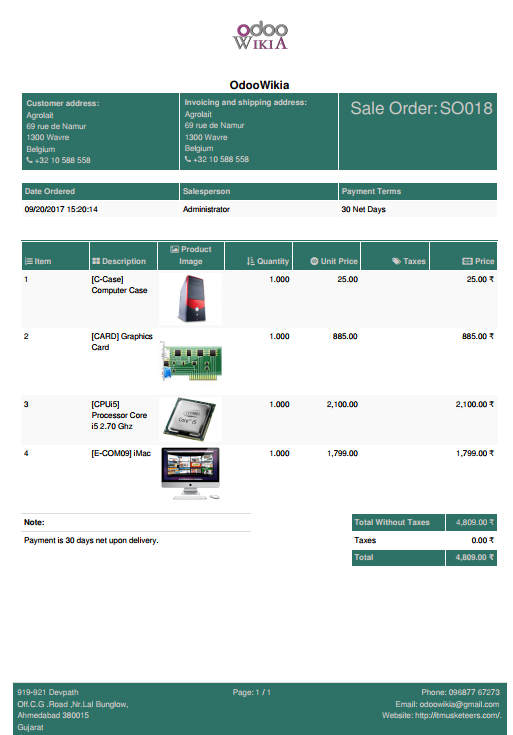 odoo
WIKIA
OdooWikia
Customer address:
Agrolait
69 rue de Namur
1300 Wavre
Belgium
+32 10 588 558
Invoicing and shipping address:
Agrolait
69 rue de Namur
1300 Wavre
Belgium
+32 10 588 558
Sale Order:SO018
Date Ordered Salesperson Payment Terms
09/20/2017 15:20:14 Administrator 30 Net Days
Item Description Product Image Quantity Unit Price Taxes Price
1 [C-Case] 1.000 25.00 25.00 ₹
Computer Case
2 [CARD] Graphics 1.000 885.00 885.00 ₹
Card
3 [CPUi5] 1.000 2,100.00 2,100.00 ₹
Processor Core
i5 2.70 Ghz
CORE i5
4 [E-COM09] iMac 1.000 1,799.00 1,799.00 ₹
Note:
Payment is 30 days net upon delivery.
Total Without Taxes 4,809.00 ₹
Taxes 0.00 ₹
Total 4,809.00 ₹
919-921 Devpath
Off.C.G .Road ,Nr.Lal Bunglow,
Ahmedabad 380015
Gujarat
Page: 1 / 1
Phone: 096877 67273
Email: odoowikia@gmail.com
Website: http://itmusketeers.com/.